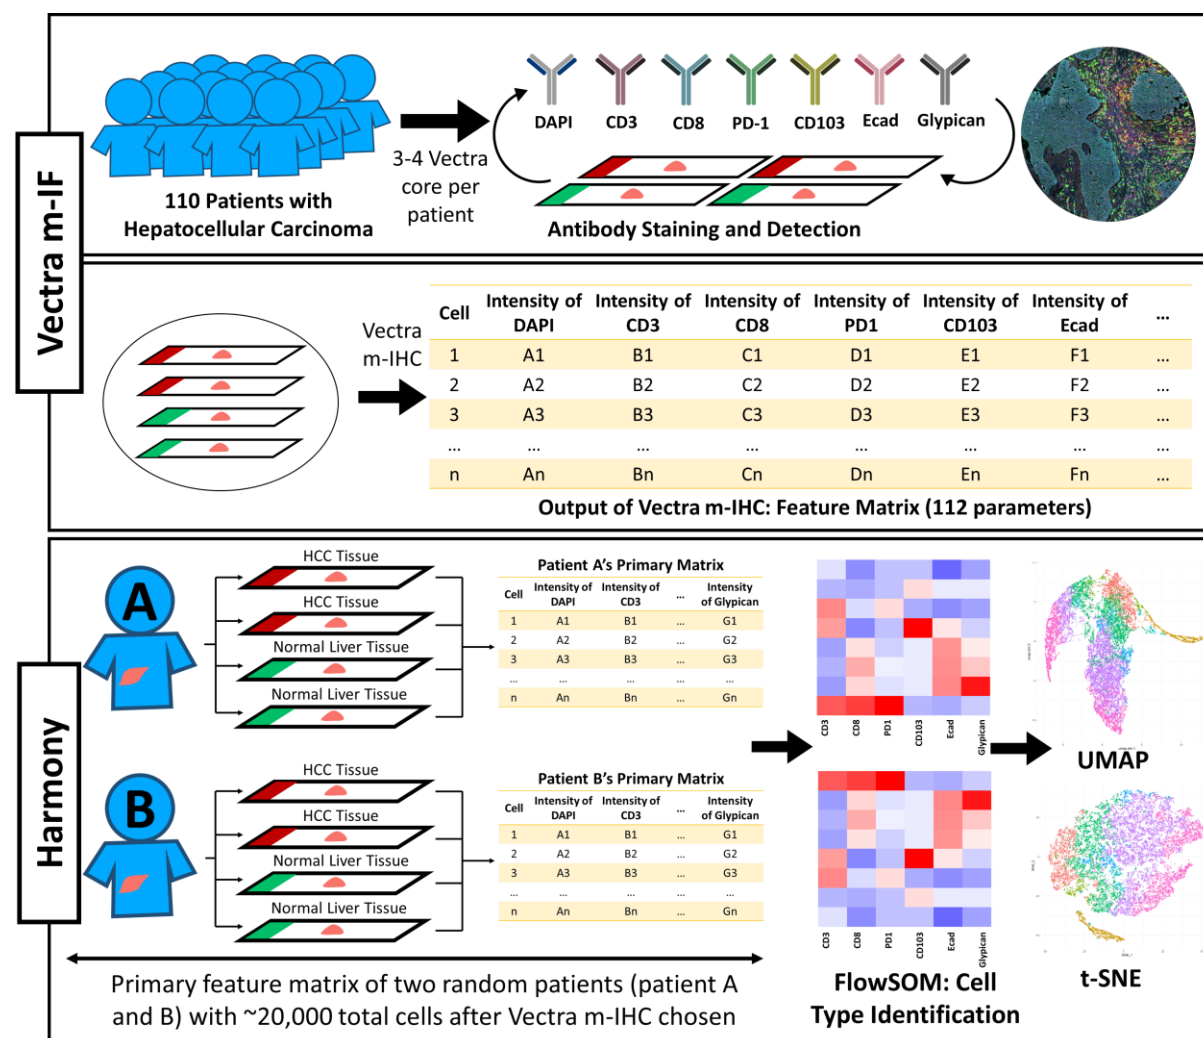 Vectra m-IF
110 Patients with
Hepatocellular Carcinoma
3-4 Vectra
core per
patient
DAPI CD3 CD8 PD-1 CD103 Ecad Glypican
Antibody Staining and Detection
Vectra
m-IHC
Cell Intensity of DAPI Intensity of CD3 Intensity of CD8 Intensity of PD1 Intensity of CD103 Intensity of Ecad ...
1 A1 B1 C1 D1 E1 F1 ...
2 A2 B2 C2 D2 E2 F2 ...
3 A3 B3 C3 D3 E3 F3 ...
... ... ... ... ... ... ... ...
n An Bn Cn Dn En Fn ...
Output of Vectra m-IHC: Feature Matrix (112 parameters)
Harmony
A
HCC Tissue
HCC Tissue
Normal Liver Tissue
Normal Liver Tissue
Patient A's Primary Matrix
Cell Intensity of DAPI Intensity of CD3 ... Intensity of Glypican
1 A1 B1 ... G1
2 A2 B2 ... G2
3 A3 B3 ... G3
... ... ... ... ...
n An Bn ... Gn
B
HCC Tissue
HCC Tissue
Normal Liver Tissue
Normal Liver Tissue
Patient B's Primary Matrix
Cell Intensity of DAPI Intensity of CD3 ... Intensity of Glypican
1 A1 B1 ... G1
2 A2 B2 ... G2
3 A3 B3 ... G3
... ... ... ... ...
n An Bn ... Gn
Primary feature matrix of two random patients (patient A
and B) with ~20,000 total cells after Vectra m-IHC chosen
CD3 CD8 PD1 CD103 Ecad Glypican
CD3 CD8 PD1 CD103 Ecad Glypican
FlowSOM: Cell
Type Identification
UMAP
t-SNE